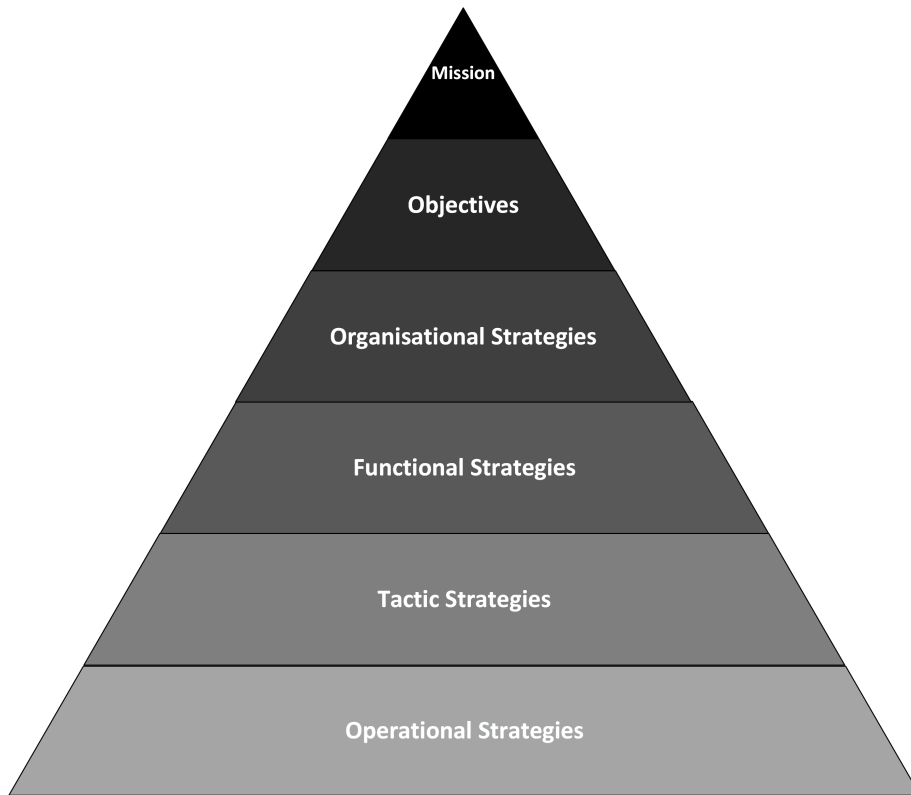 Mission
Objectives
Organisational Strategies
Functional Strategies
Tactic Strategies
Operational Strategies